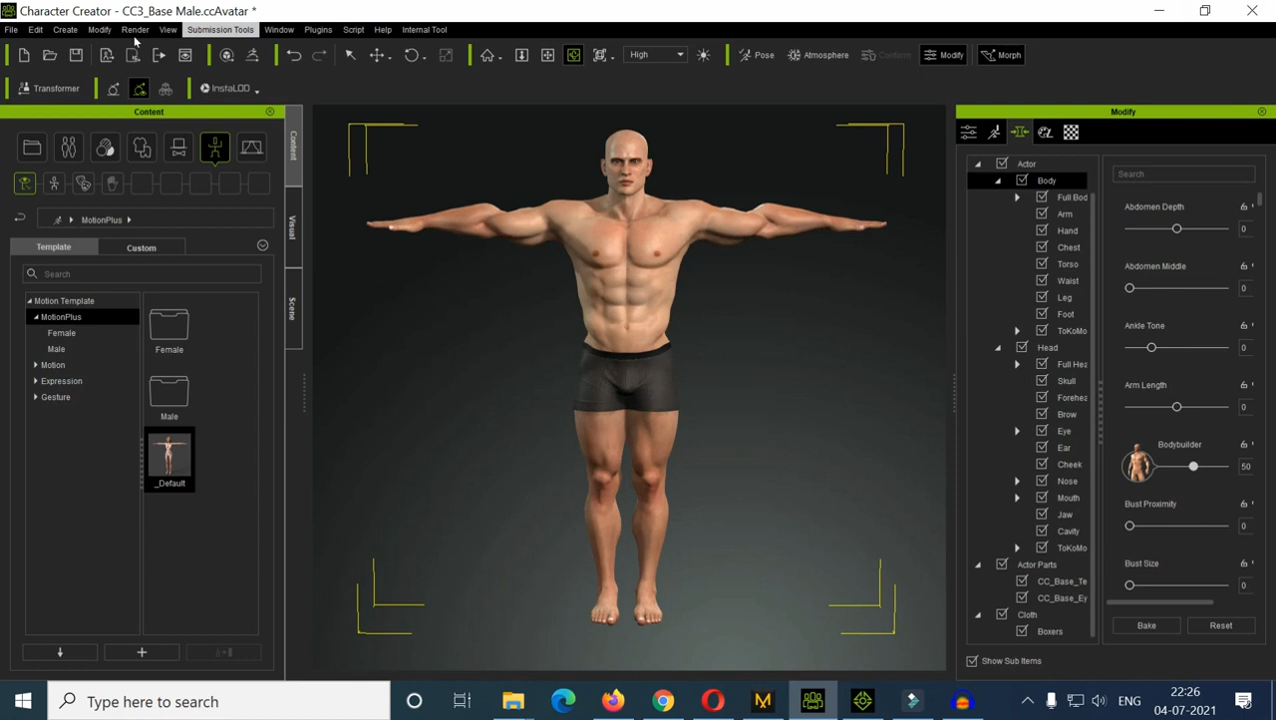 Character Creator - CC3_Base Male.ccAvatar *
File Edit Create Modify Render View Submission Tools Window Plugins Script Help Internal Tool
High Pose Atmosphere Contents Modify Morph
Transformer InstaLOD
Content
Modify
Content
Visual
Scene
MotionPlus
Template Custom
Search
Motion Template
MotionPlus
Female
Male
Motion
Expression
Gesture
Female
Male
_Default
Actor
Body
Full Bod
Arm
Hand
Chest
Torso
Waist
Leg
Foot
ToKoMo
Head
Full Hea
Skull
Forehea
Brow
Eye
Ear
Cheek
Nose
Mouth
Jaw
Cavity
ToKoMo
Actor Parts
CC_Base_Te
CC_Base_Ey
Cloth
Boxers
Show Sub Items
Search
Abdomen Depth
0
Abdomen Middle
0
Ankle Tone
0
Arm Length
0
Bodybuilder
50
Bust Proximity
0
Bust Size
0
Bake Reset
Type here to search
ENG
22:26
04-07-2021